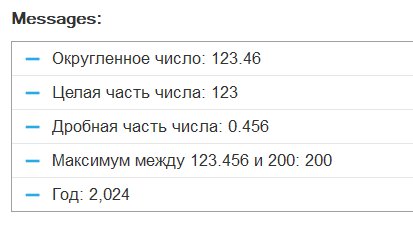 Messages:
Округленное число: 123.46
Целая часть числа: 123
Дробная часть числа: 0.456
Максимум между 123.456 и 200: 200
Год: 2,024